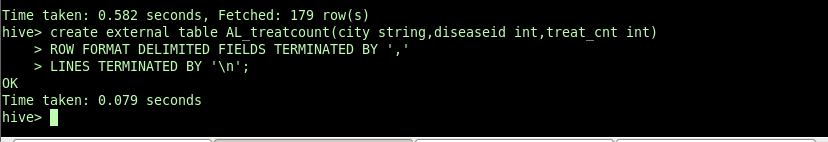 Time taken: 0.582 seconds, Fetched: 179 row(s)
hive> create external table AL_treatcount(city string,diseaseid int,treat_cnt int)
    > ROW FORMAT DELIMITED FIELDS TERMINATED BY ','
    > LINES TERMINATED BY '\n';
OK
Time taken: 0.079 seconds
hive>